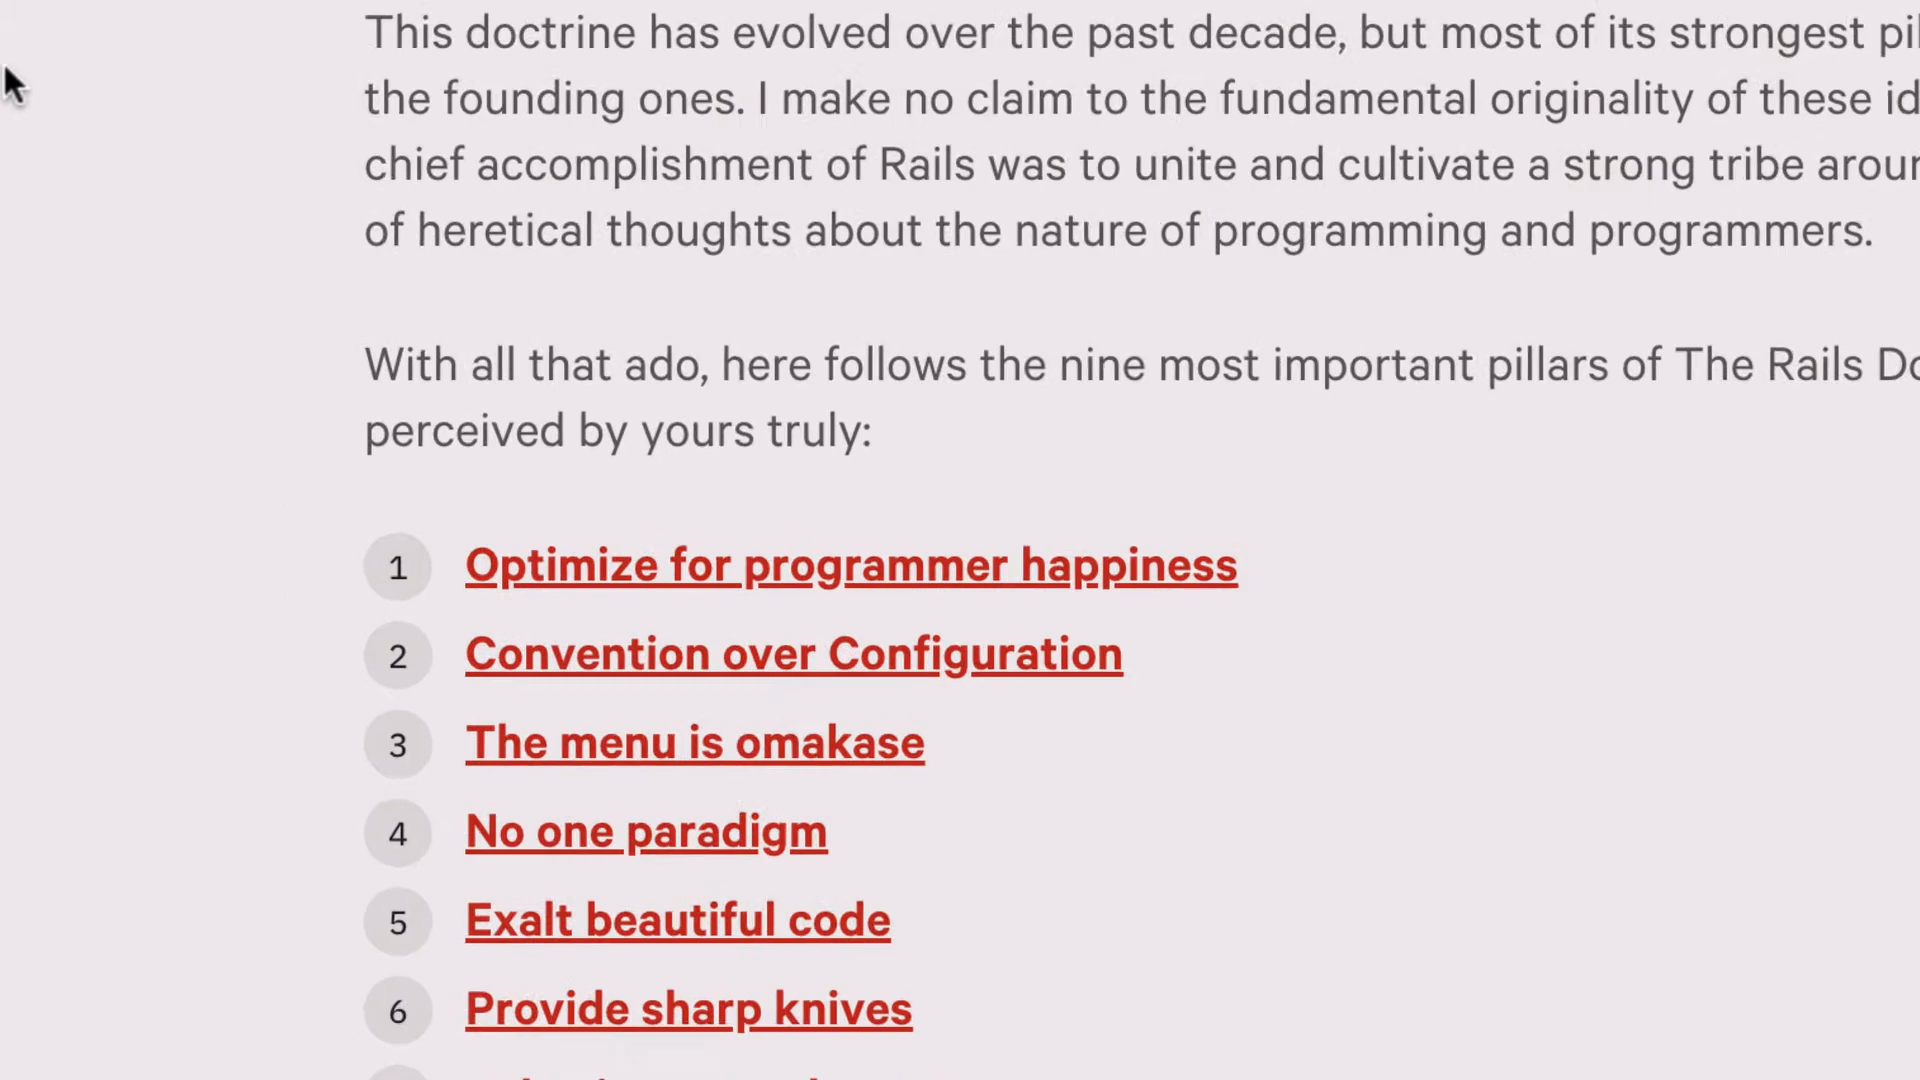 This doctrine has evolved over the past decade, but most of its strongest
the founding ones. I make no claim to the fundamental originality of these
chief accomplishment of Rails was to unite and cultivate a strong tribe
of heretical thoughts about the nature of programming and programmers.
With all that ado, here follows the nine most important pillars of The Rails
perceived by yours truly:
1 Optimize for programmer happiness
2 Convention over Configuration
3 The menu is omakase
4 No one paradigm
5 Exalt beautiful code
6 Provide sharp knives